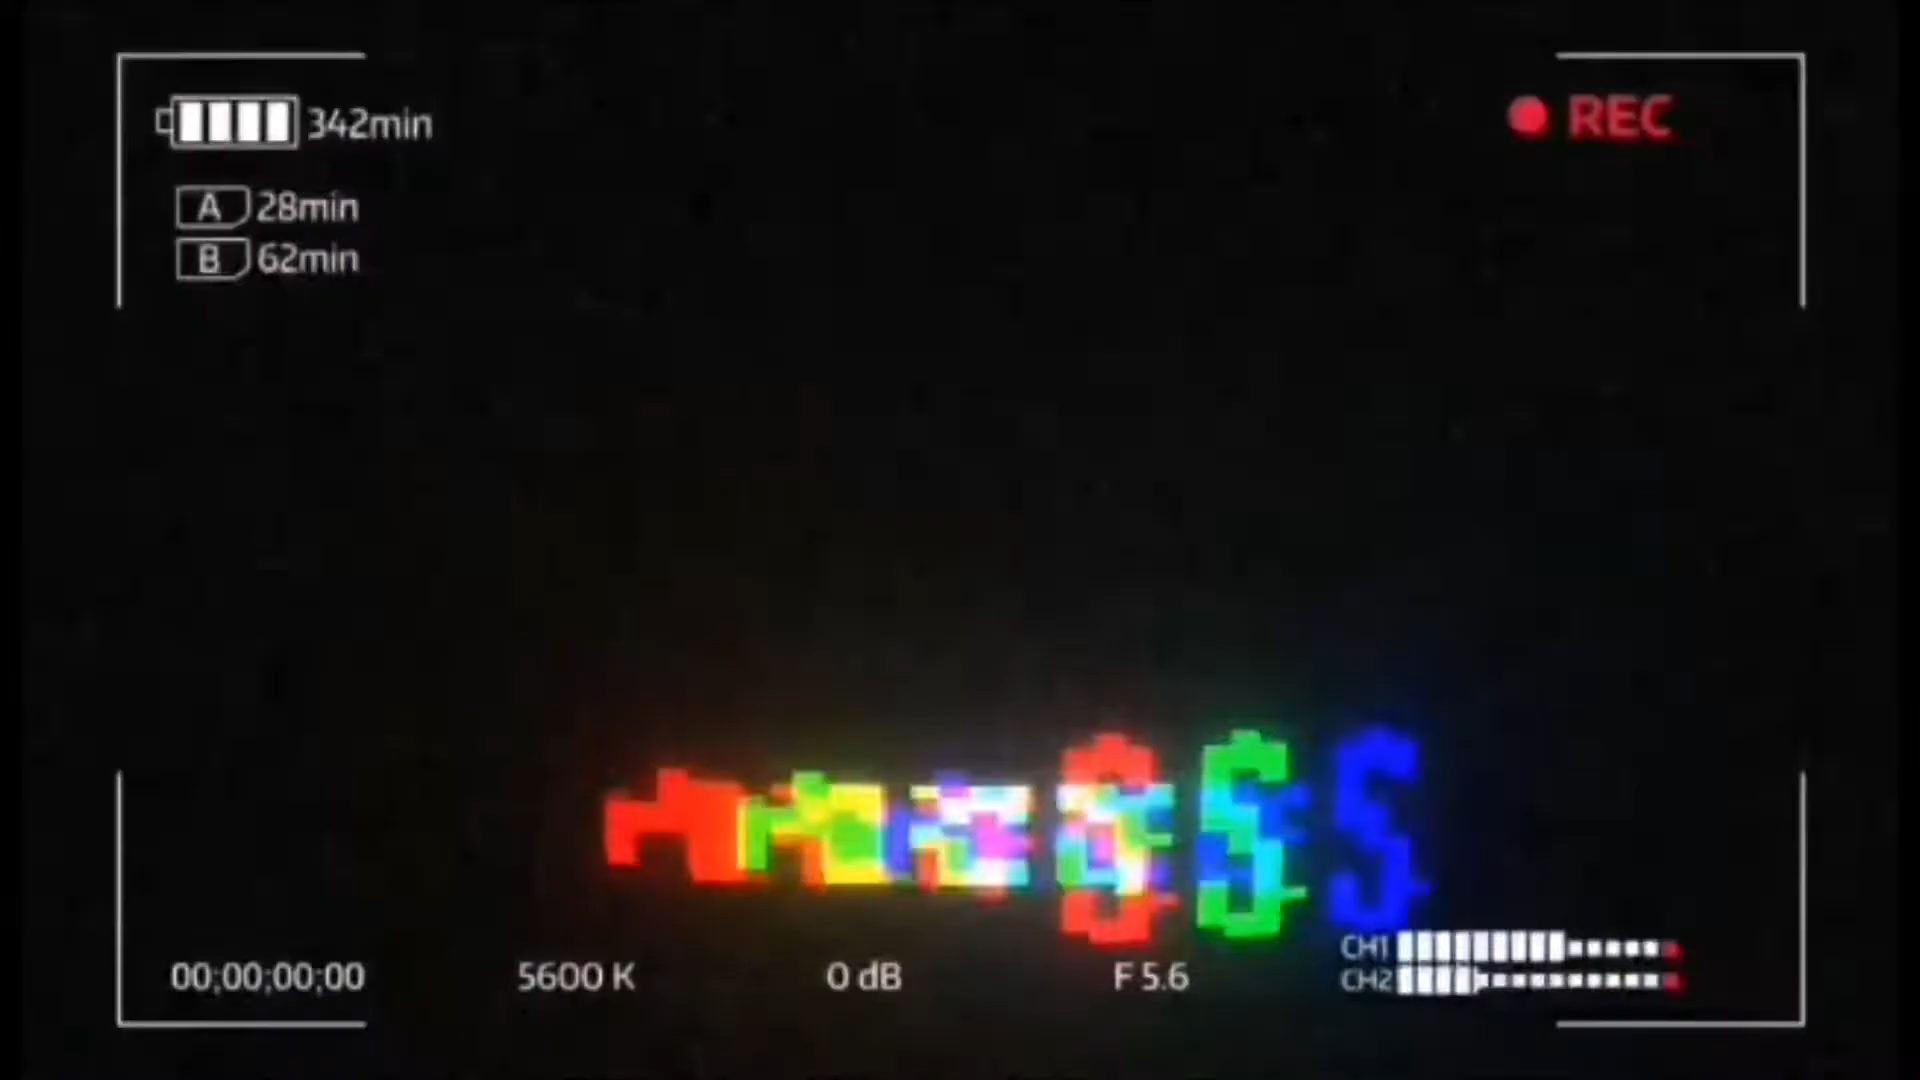 342min
REC
A 28min
B 62min
00;00;00;00 5600 K 0 dB F 5.6
CH1
CH2